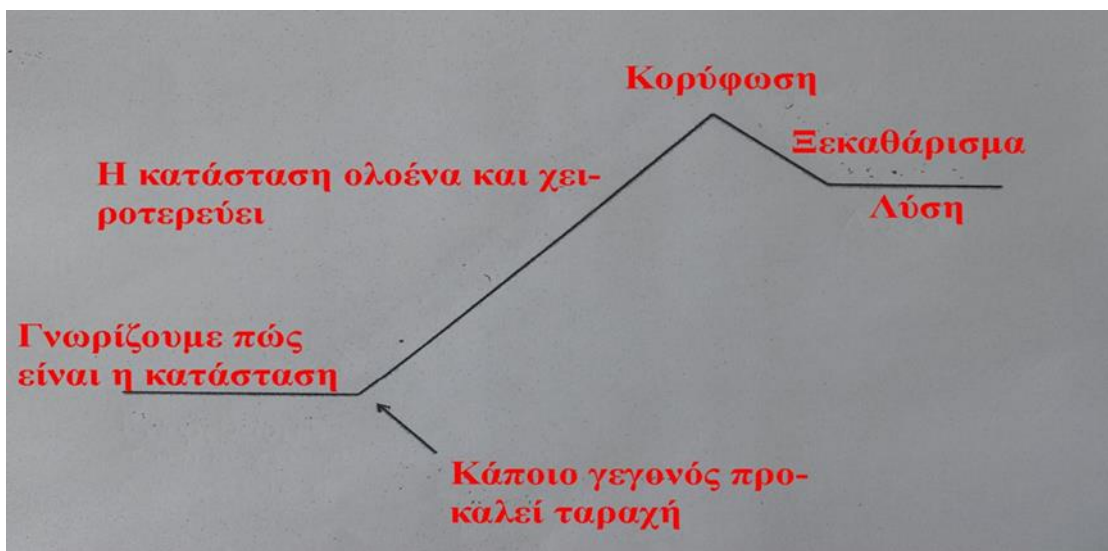 Κορύφωση
Ξεκαθάρισμα
Η κατάσταση ολοένα και χει-
ροτερεύει
Λύση
Γνωρίζουμε πώς
είναι η κατάσταση
Κάποιο γεγονός προ-
καλεί ταραχή